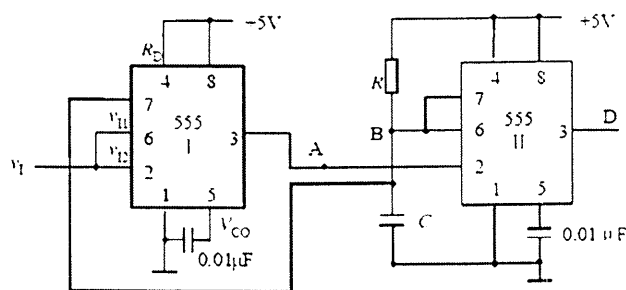 +5V
+5V
R_D
4 8
4 8
7
555
7
555
R
D
v_I1
6
I
3
B
6
II
3
v_I
v_I2
2
A
2
1 5
1 5
V_CO
C
0.01μF
0.01 μF